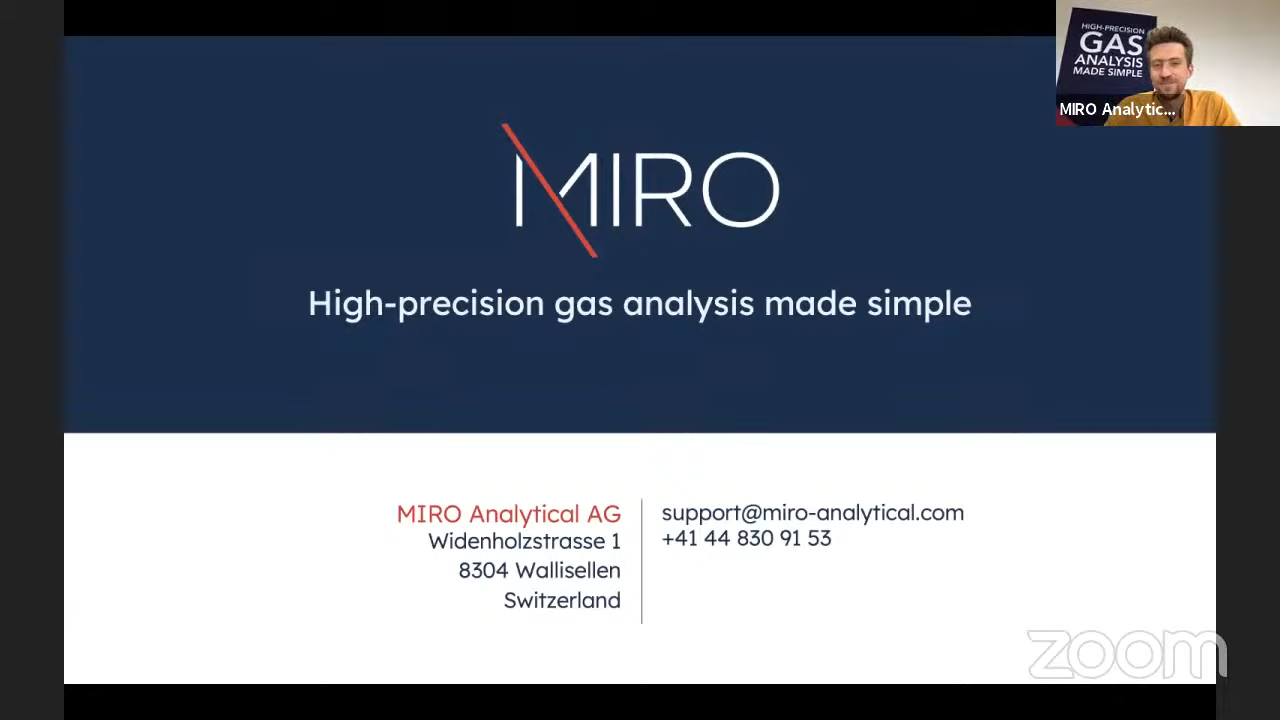 HIGH-PRECISION
GAS
ANALYSIS
MADE SIMPLE
MIRO Analytic...
MIRO
High-precision gas analysis made simple
MIRO Analytical AG
Widenholzstrasse 1
8304 Wallisellen
Switzerland
support@miro-analytical.com
+41 44 830 91 53
zoom